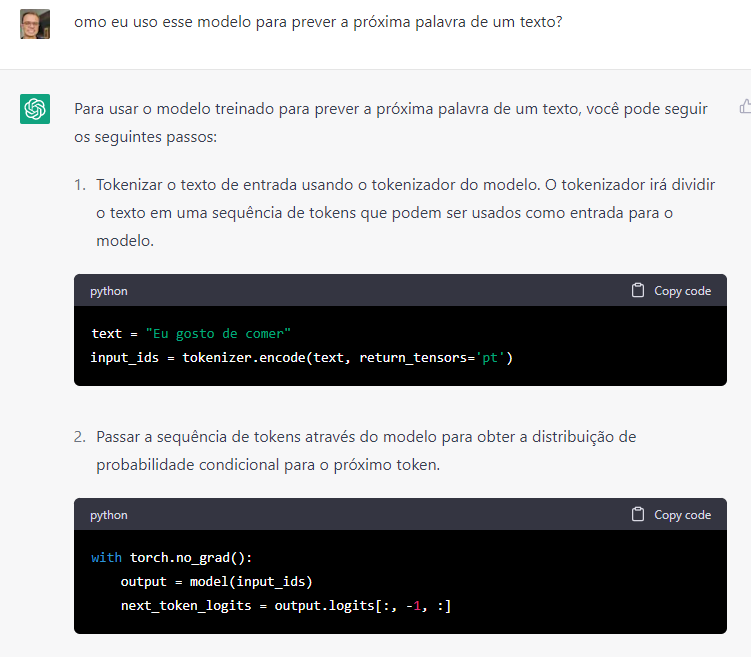 omo eu uso esse modelo para prever a próxima palavra de um texto?
Para usar o modelo treinado para prever a próxima palavra de um texto, você pode seguir
os seguintes passos:
1. Tokenizar o texto de entrada usando o tokenizador do modelo. O tokenizador irá dividir
o texto em uma sequência de tokens que podem ser usados como entrada para o
modelo.
python Copy code
text = "Eu gosto de comer"
input_ids = tokenizer.encode(text, return_tensors='pt')
2. Passar a sequência de tokens através do modelo para obter a distribuição de
probabilidade condicional para o próximo token.
python Copy code
with torch.no_grad():
    output = model(input_ids)
    next_token_logits = output.logits[:, -1, :]